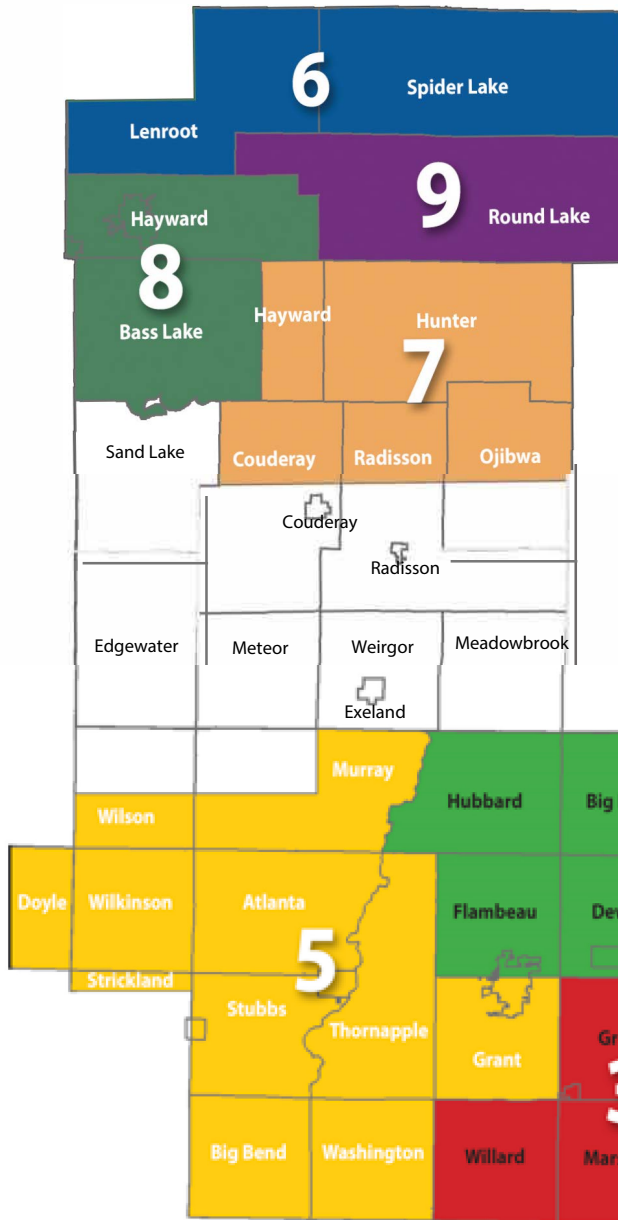 6
Spider Lake
Lenroot
9
Hayward
Round Lake
8
Bass Lake
Hayward
Hunter
7
Sand Lake
Couderay
Radisson
Ojibwa
Couderay
Radisson
Edgewater
Meteor
Weirgor
Meadowbrook
Exeland
Murray
Hubbard
Big
Wilson
Doyle
Wilkinson
Atlanta
Flambeau
5
Strickland
Stubbs
Thornapple
Grant
Big Bend
Washington
Willard